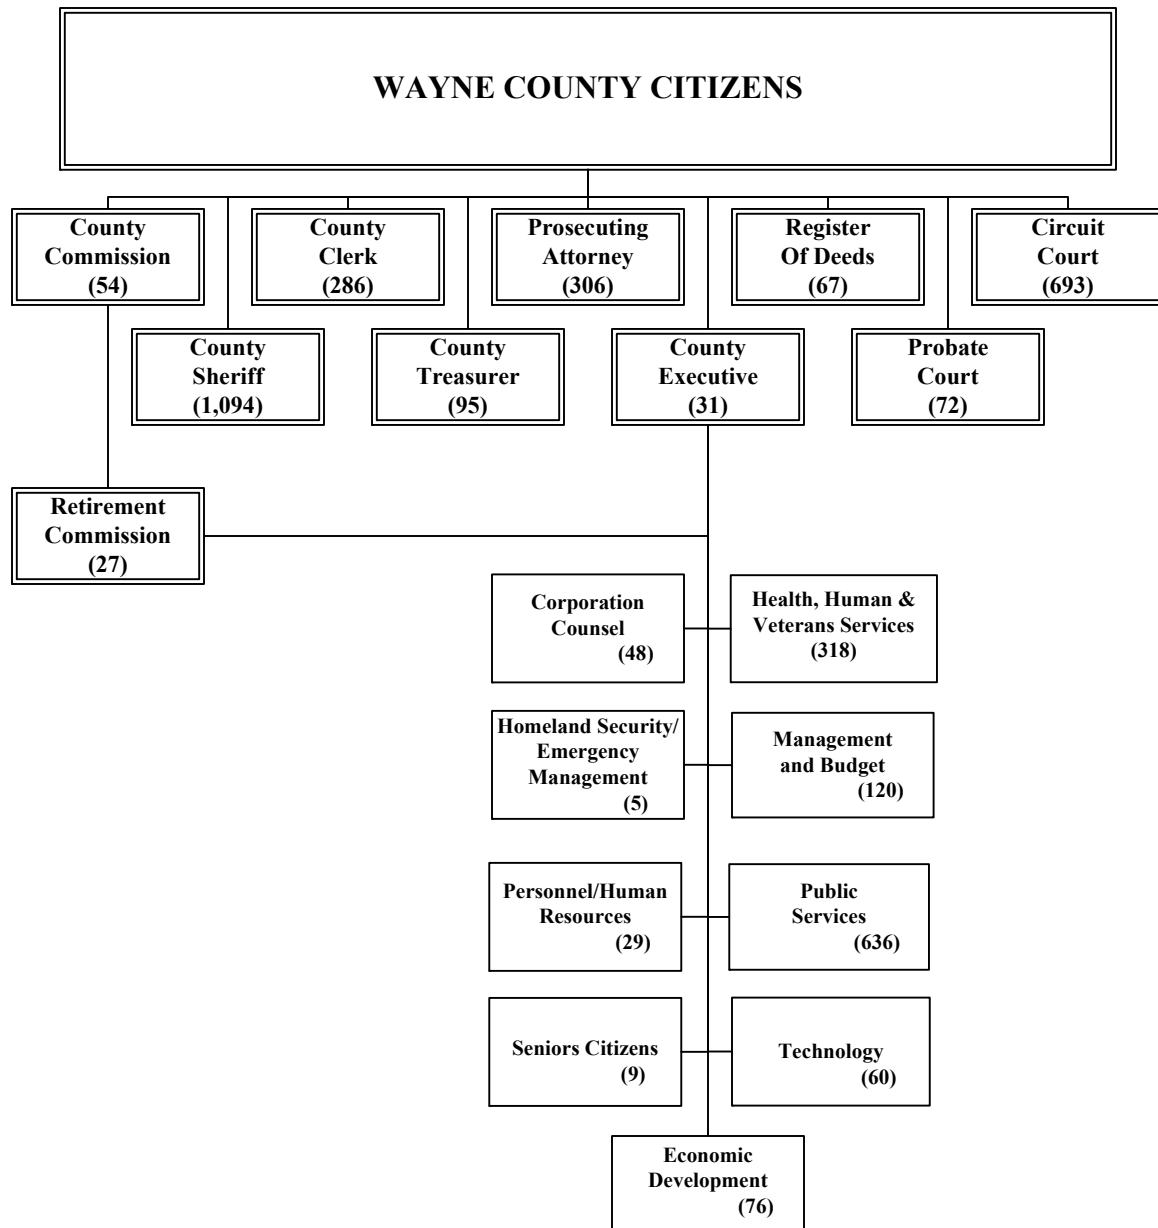 WAYNE COUNTY CITIZENS
County
Commission
(54)
County
Clerk
(286)
Prosecuting
Attorney
(306)
Register
Of Deeds
(67)
Circuit
Court
(693)
County
Sheriff
(1,094)
County
Treasurer
(95)
County
Executive
(31)
Probate
Court
(72)
Retirement
Commission
(27)
Corporation
Counsel
(48)
Health, Human &
Veterans Services
(318)
Homeland Security/
Emergency
Management
(5)
Management
and Budget
(120)
Personnel/Human
Resources
(29)
Public
Services
(636)
Seniors Citizens
(9)
Technology
(60)
Economic
Development
(76)